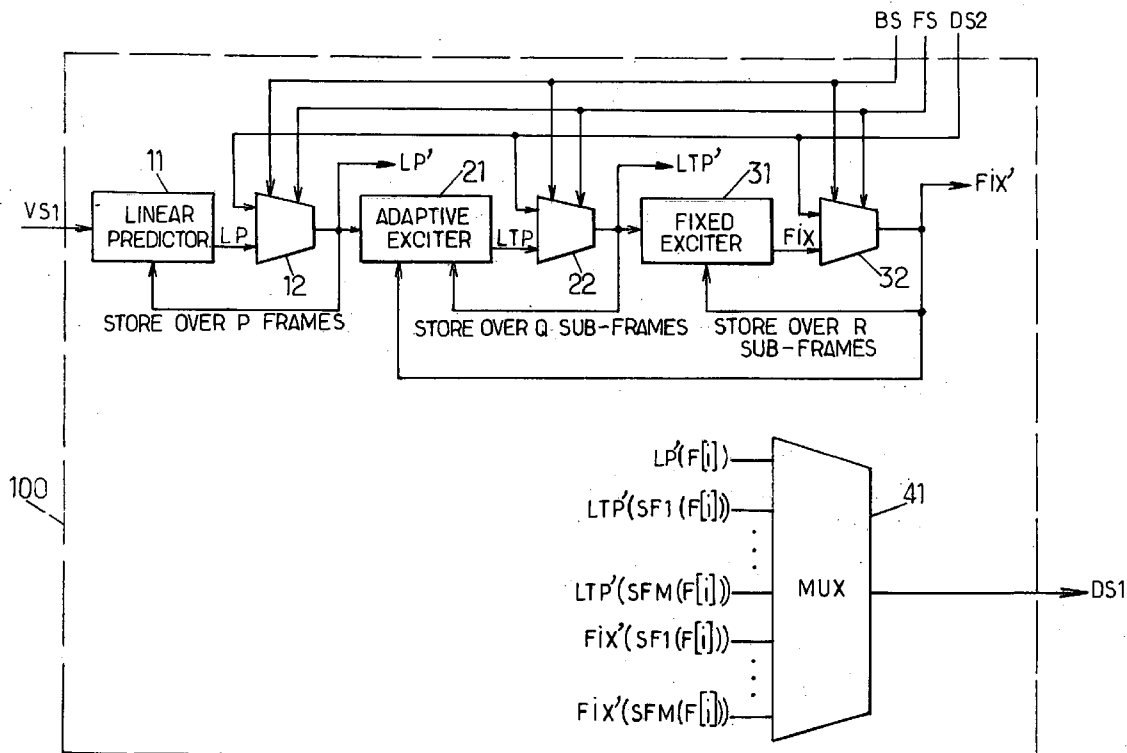 BS FS DS2
11
VS1
LINEAR
PREDICTOR
LP
12
LP'
21
ADAPTIVE
EXCITER
LTP
22
LTP'
31
FIXED
EXCITER
FiX
32
FiX'
STORE OVER P FRAMES
STORE OVER Q SUB-FRAMES
STORE OVER R
SUB-FRAMES
100
LP'(F[i])
LTP'(SF1(F[i]))
LTP'(SFM(F[i]))
FiX'(SF1(F[i]))
FiX'(SFM(F[i]))
MUX
41
DS1